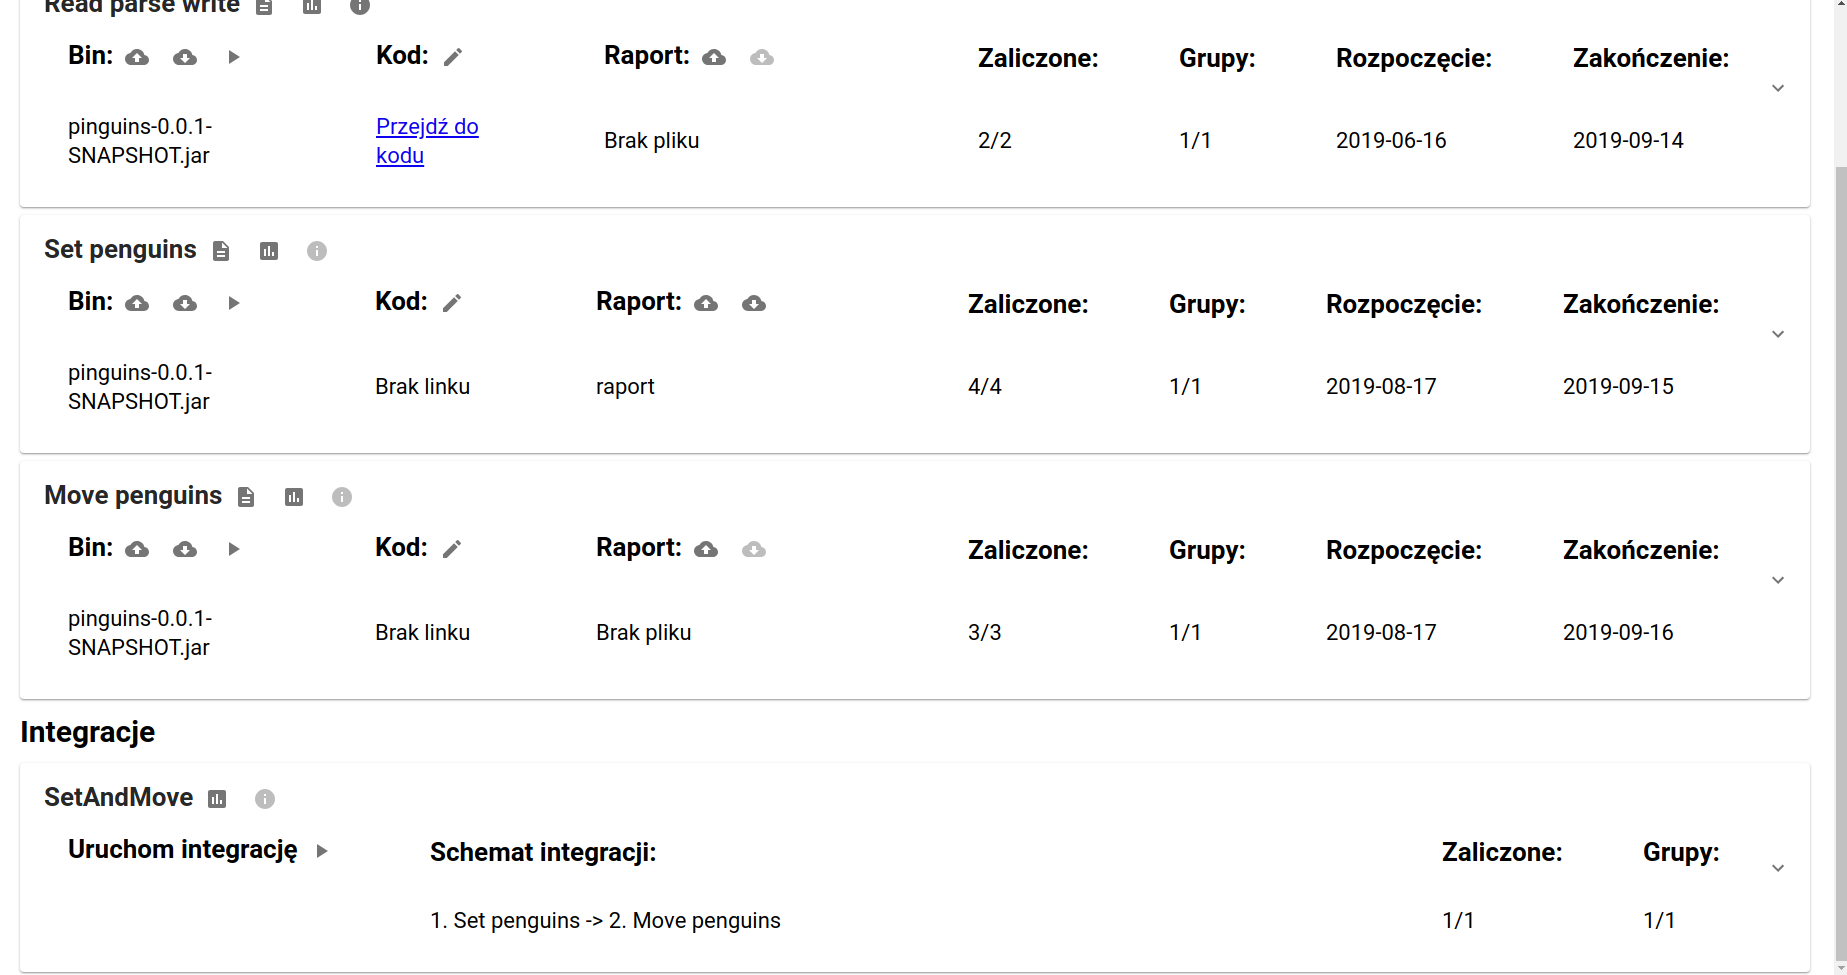 Read parse write
Bin: Kod: Raport: Zaliczone: Grupy: Rozpoczęcie: Zakończenie:
pinguins-0.0.1-
SNAPSHOT.jar
Przejdź do
kodu
Brak pliku 2/2 1/1 2019-06-16 2019-09-14
Set penguins
Bin: Kod: Raport: Zaliczone: Grupy: Rozpoczęcie: Zakończenie:
pinguins-0.0.1-
SNAPSHOT.jar
Brak linku raport 4/4 1/1 2019-08-17 2019-09-15
Move penguins
Bin: Kod: Raport: Zaliczone: Grupy: Rozpoczęcie: Zakończenie:
pinguins-0.0.1-
SNAPSHOT.jar
Brak linku Brak pliku 3/3 1/1 2019-08-17 2019-09-16
Integracje
SetAndMove
Uruchom integrację Schemat integracji: Zaliczone: Grupy:
1. Set penguins -> 2. Move penguins 1/1 1/1